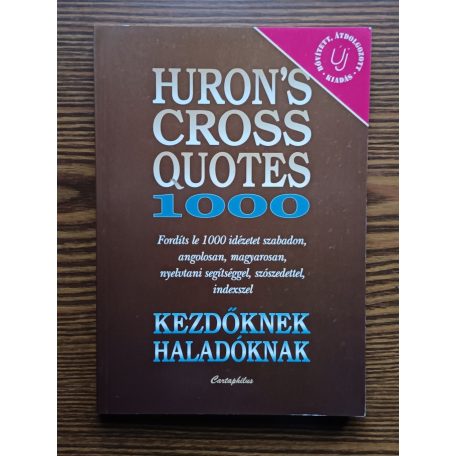 BŐVÍTETT, ÁTDOLGOZOTT
ÚJ
KIADÁS
HURON'S
CROSS
QUOTES
1000
Fordíts le 1000 idézetet szabadon,
angolosan, magyarosan,
nyelvtani segítséggel, szószedettel,
indexszel
KEZDŐKNEK
HALADÓKNAK
Cartaphilus